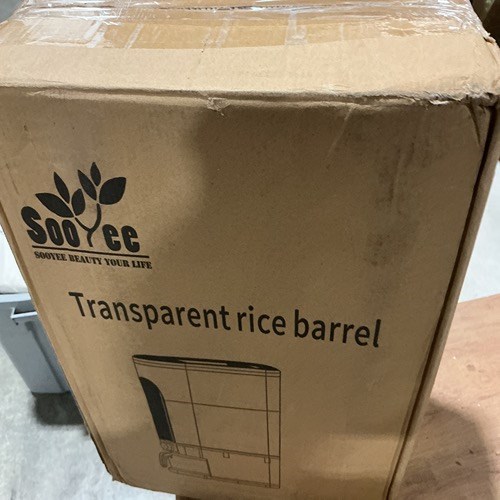 SooYee
SOOYEE BEAUTY YOUR LIFE
Transparent rice barrel